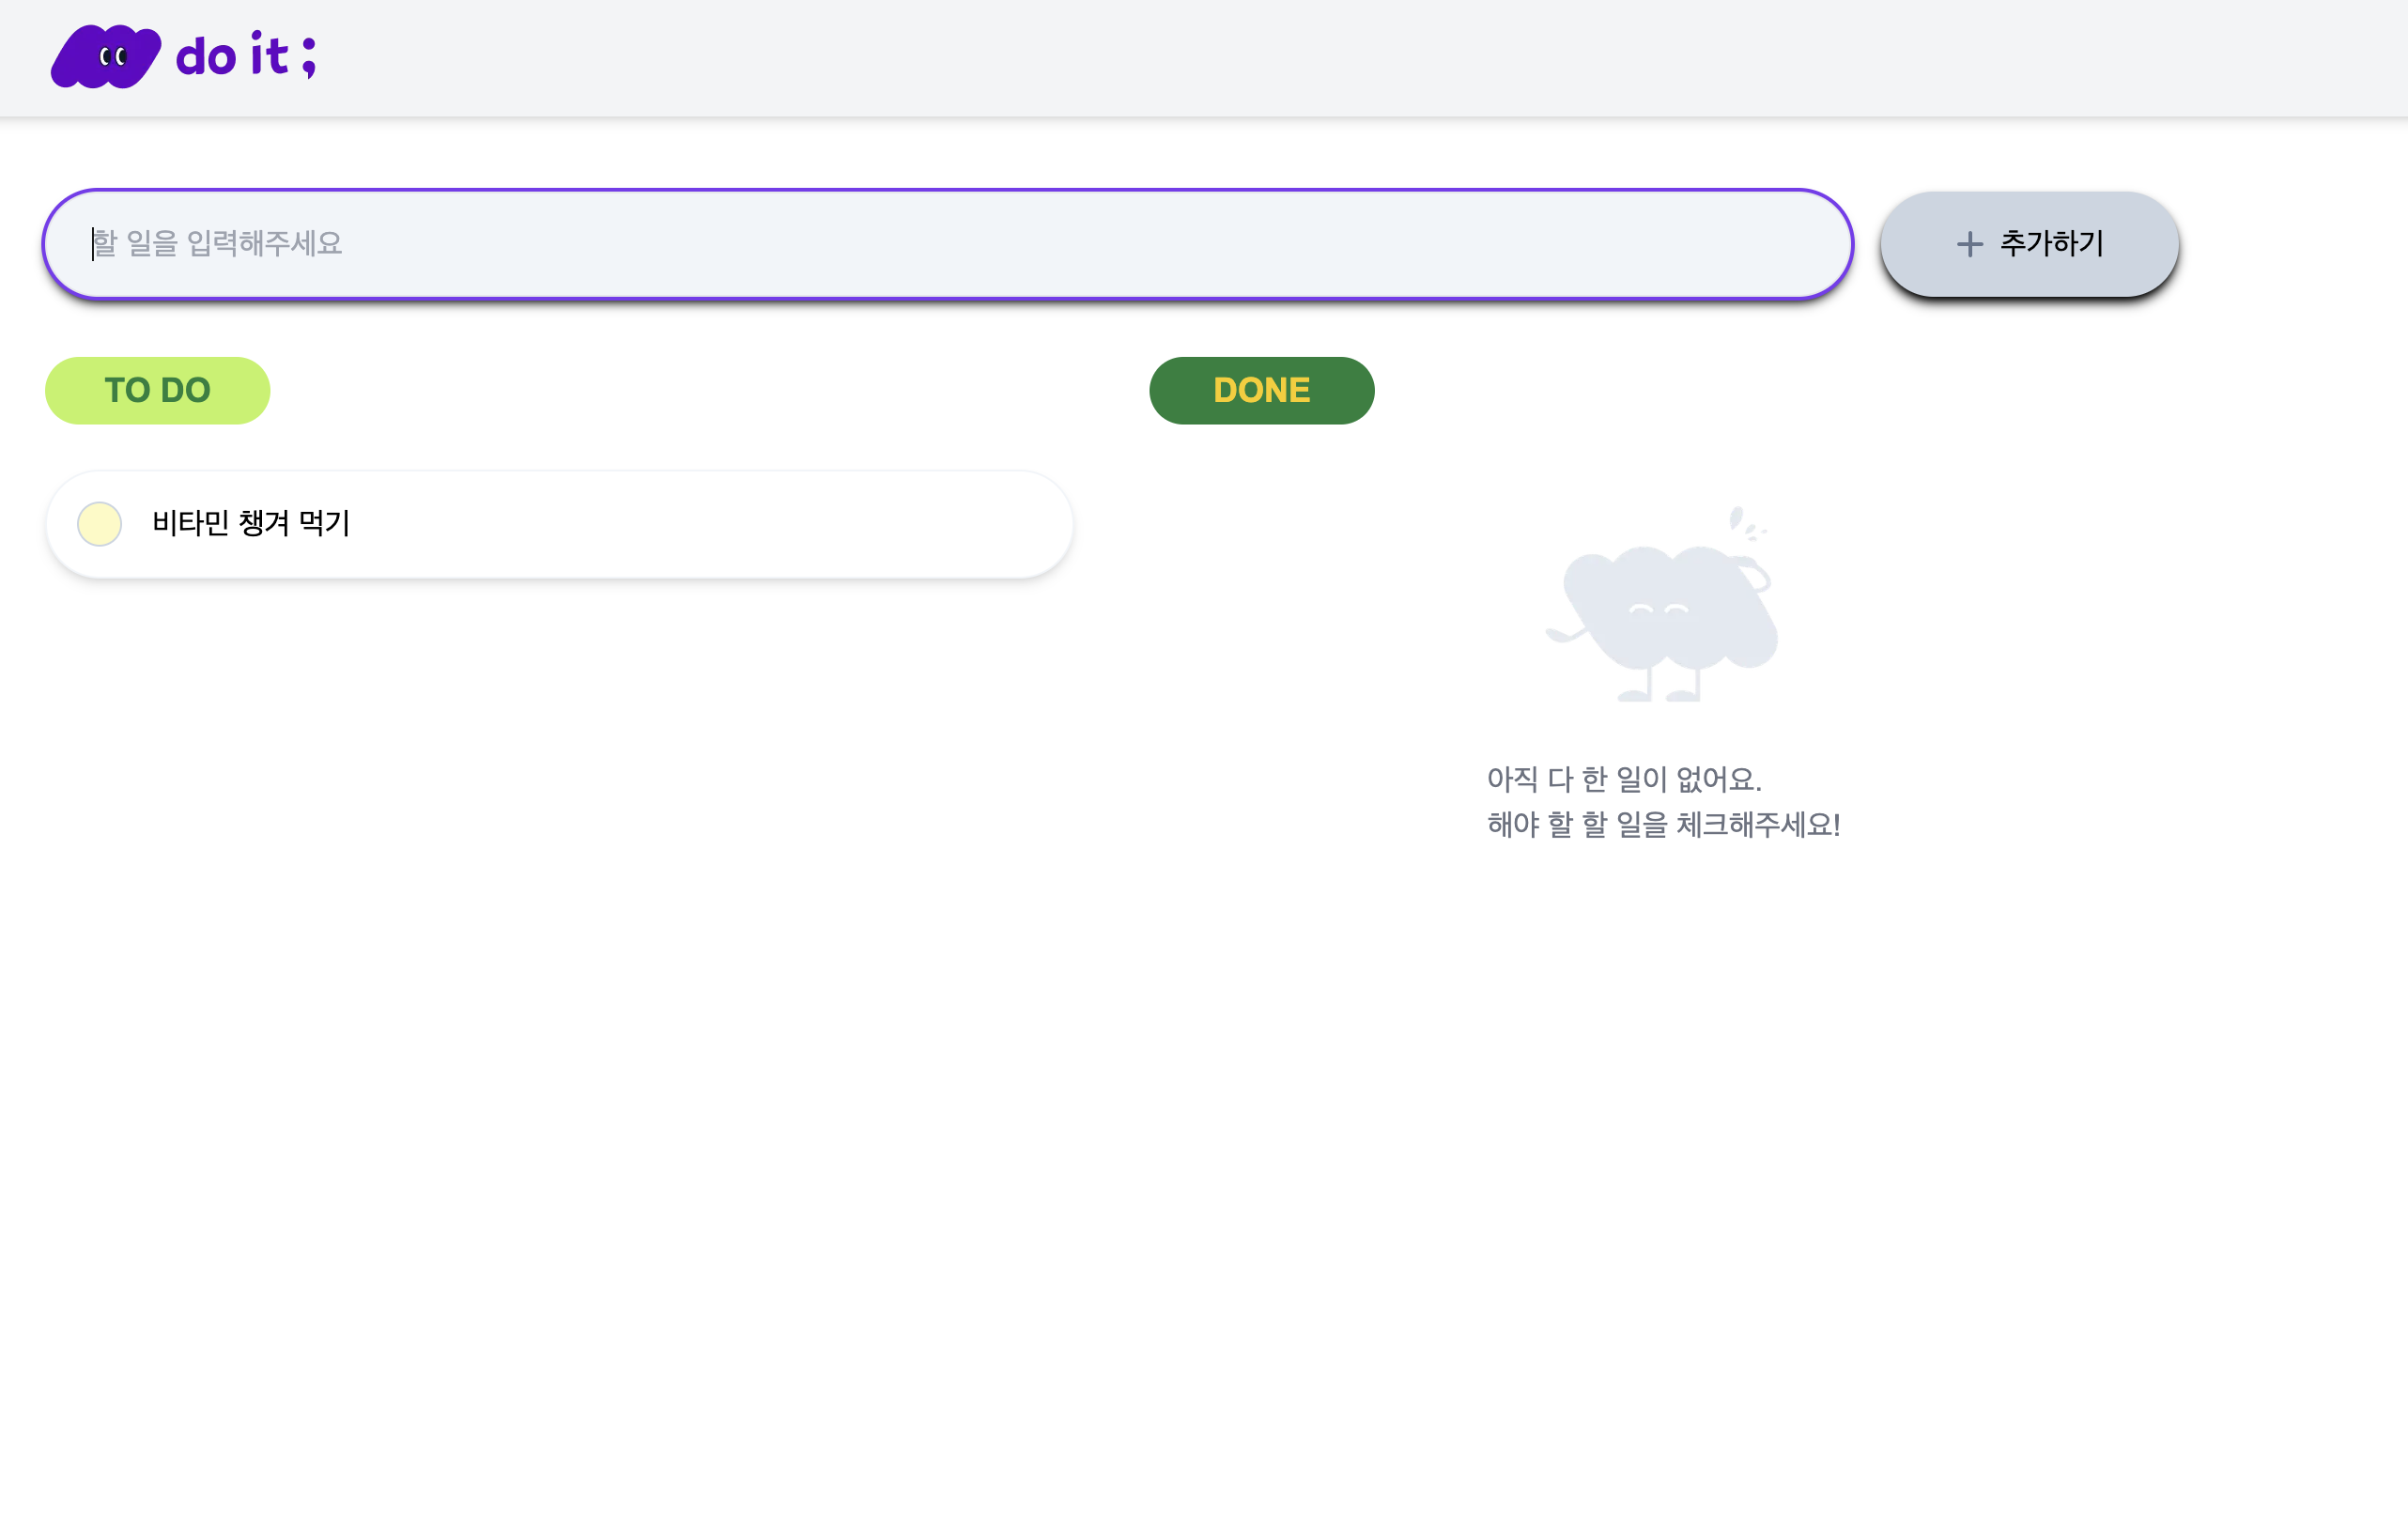 do it ;
할 일을 입력해주세요
+ 추가하기
TO DO
DONE
비타민 챙겨 먹기
아직 다 한 일이 없어요.
해야 할 할 일을 체크해주세요!